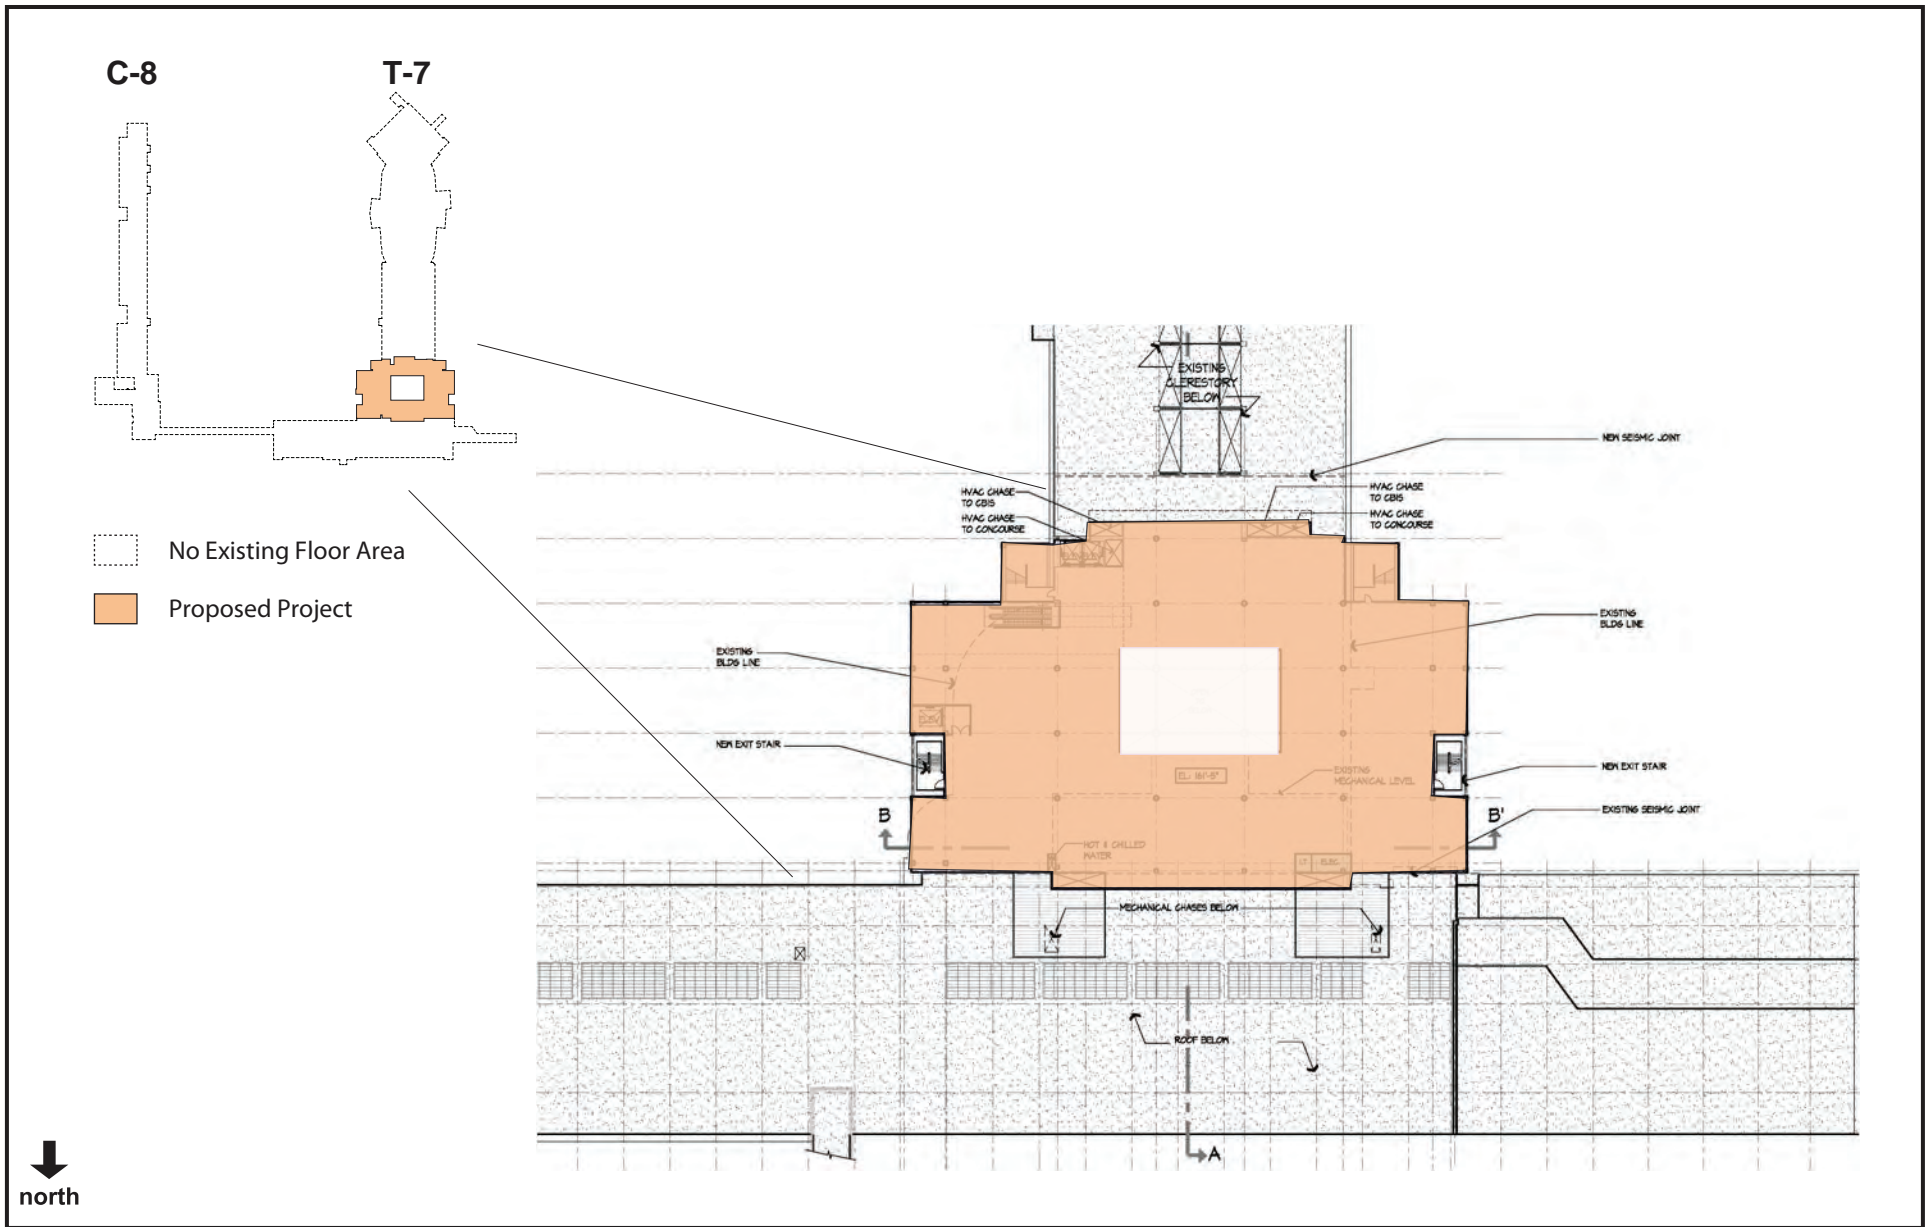 C-8
T-7
No Existing Floor Area
Proposed Project
EXISTING
CLERESTORY
BELOW
NEW SEISMIC JOINT
HVAC CHASE
TO CBIS
HVAC CHASE
TO CONCOURSE
HVAC CHASE
TO CBIS
HVAC CHASE
TO CONCOURSE
EXISTING
BLDG LINE
EXISTING
BLDG LINE
NEW EXIT STAIR
NEW EXIT STAIR
EXISTING
MECHANICAL LEVEL
EXISTING SEISMIC JOINT
B
B'
HOT & CHILLED
WATER
ELEC.
MECHANICAL CHASES BELOW
ROOF BELOW
A
north